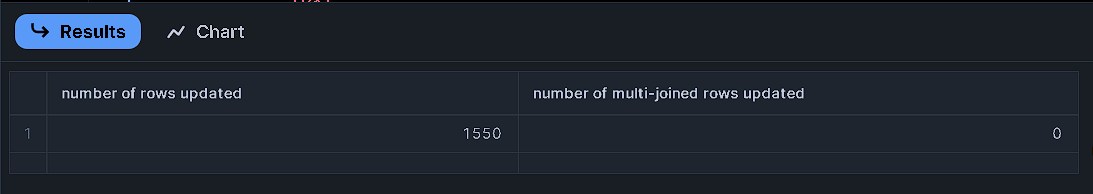 Results Chart
number of rows updated number of multi-joined rows updated
1 1550 0